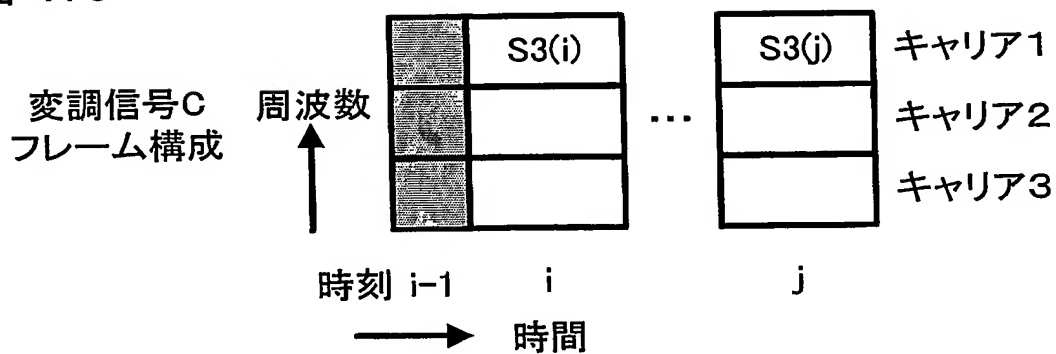 S3(i) S3(j) キャリア1
変調信号C 周波数 … キャリア2
フレーム構成
キャリア3
時刻 i-1 i j
時間